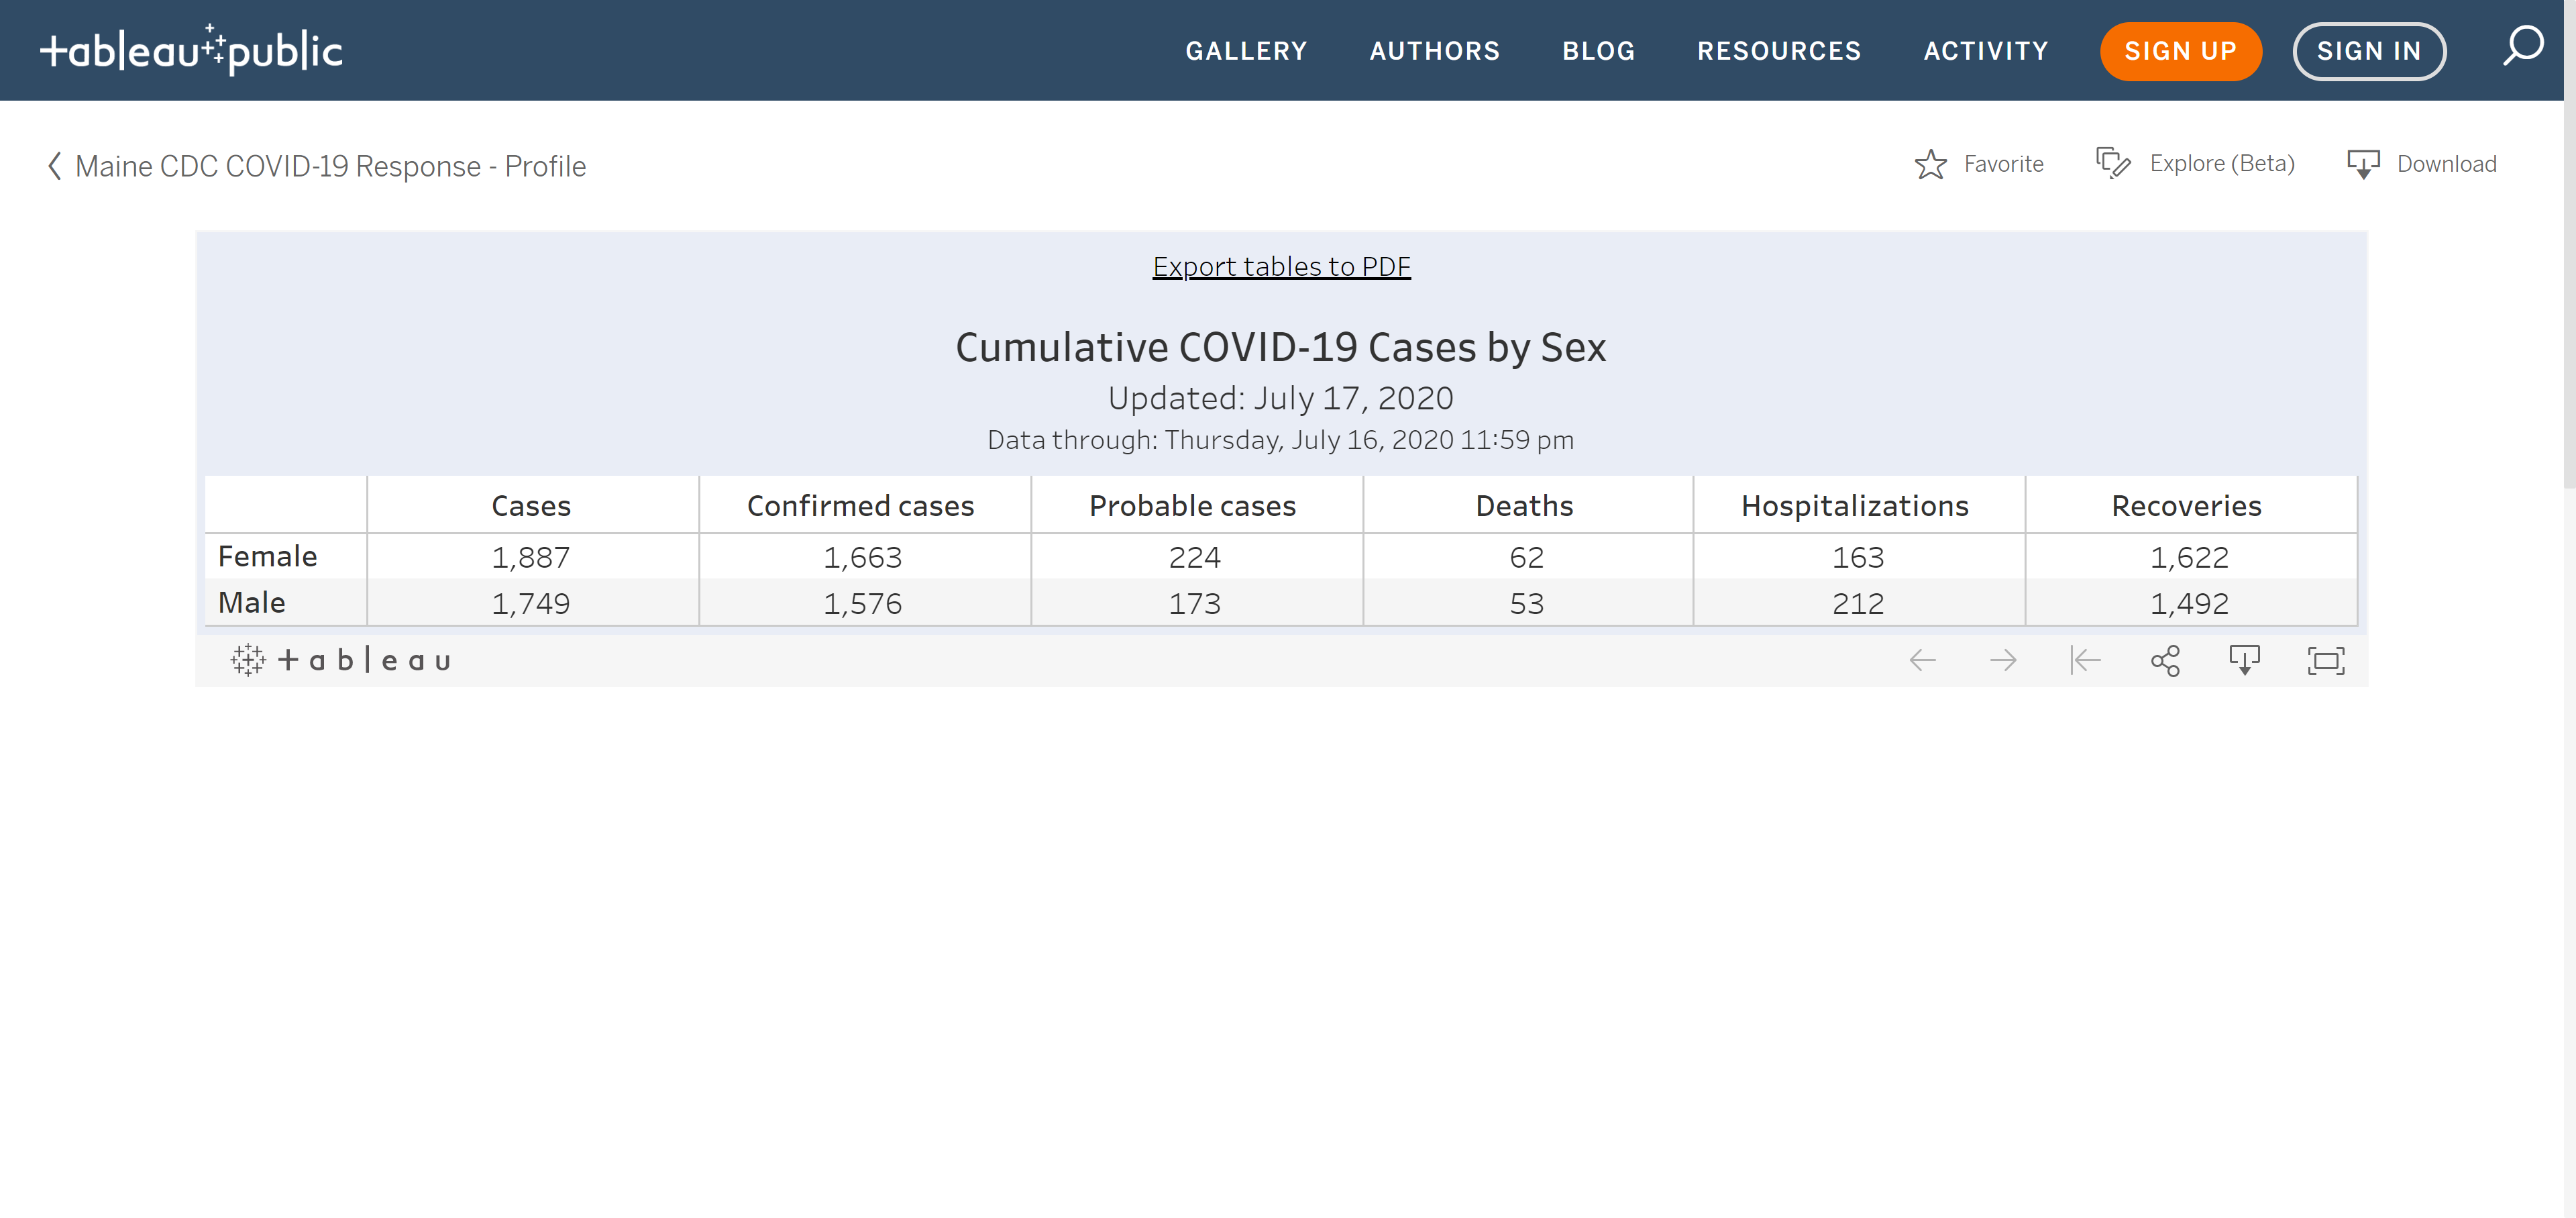 tableau public GALLERY AUTHORS BLOG RESOURCES ACTIVITY SIGN UP SIGN IN
Maine CDC COVID-19 Response - Profile Favorite Explore (Beta) Download
Export tables to PDF
Cumulative COVID-19 Cases by Sex
Updated: July 17, 2020
Data through: Thursday, July 16, 2020 11:59 pm
Cases Confirmed cases Probable cases Deaths Hospitalizations Recoveries
Female 1,887 1,663 224 62 163 1,622
Male 1,749 1,576 173 53 212 1,492
tableau